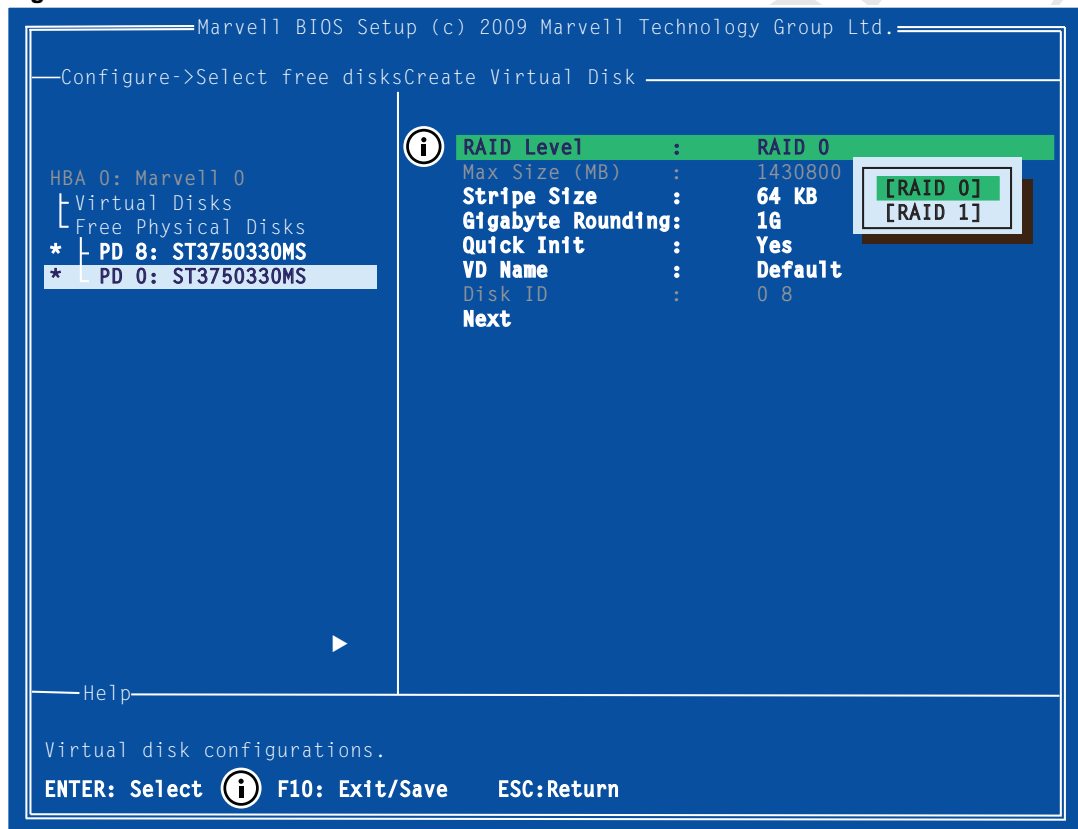 Marvell BIOS Setup (c) 2009 Marvell Technology Group Ltd.
Configure->Select free disksCreate Virtual Disk
HBA 0: Marvell 0
Virtual Disks
Free Physical Disks
* PD 8: ST3750330MS
* PD 0: ST3750330MS
i RAID Level : RAID 0
Max Size (MB) : 1430800
Stripe Size : 64 KB
Gigabyte Rounding: 1G
Quick Init : Yes
VD Name : Default
Disk ID : 0 8
Next
[RAID 0]
[RAID 1]
Help
Virtual disk configurations.
ENTER: Select i F10: Exit/Save ESC:Return